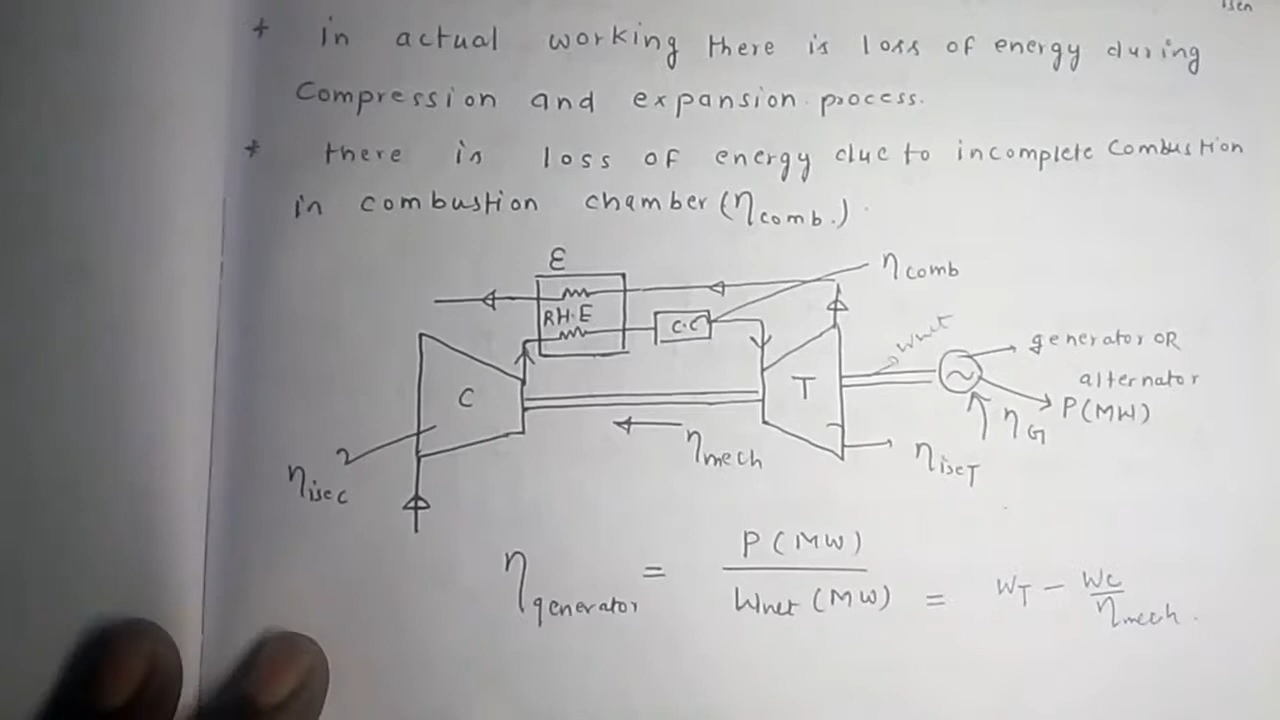 isen
* in actual working there is loss of energy during
Compression and expansion process.
* there is loss of energy due to incomplete Combustion
in combustion chamber (ηcomb.).
ε
ηcomb
RH·E
C.C
Wnet
generator OR
alternator
C
T
~
P(MW)
ηG
ηmech
ηiseT
ηisec
ηgenerator = P(MW) / Wnet (MW) = WT - Wc / ηmech.